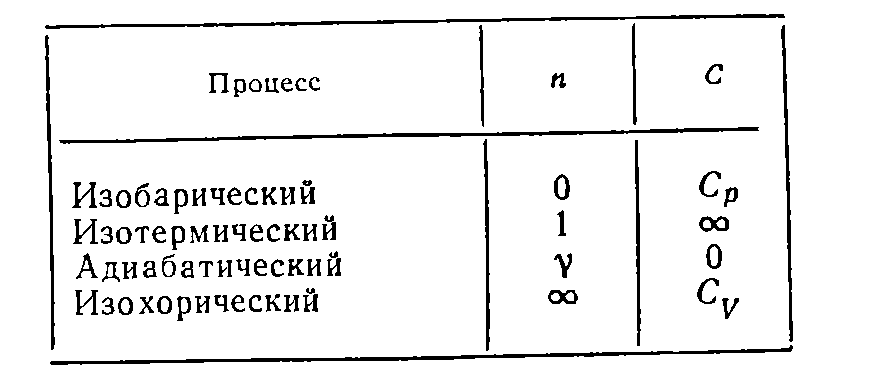 Процесс n C
Изобарический 0 Cp
Изотермический 1 ∞
Адиабатический γ 0
Изохорический ∞ CV